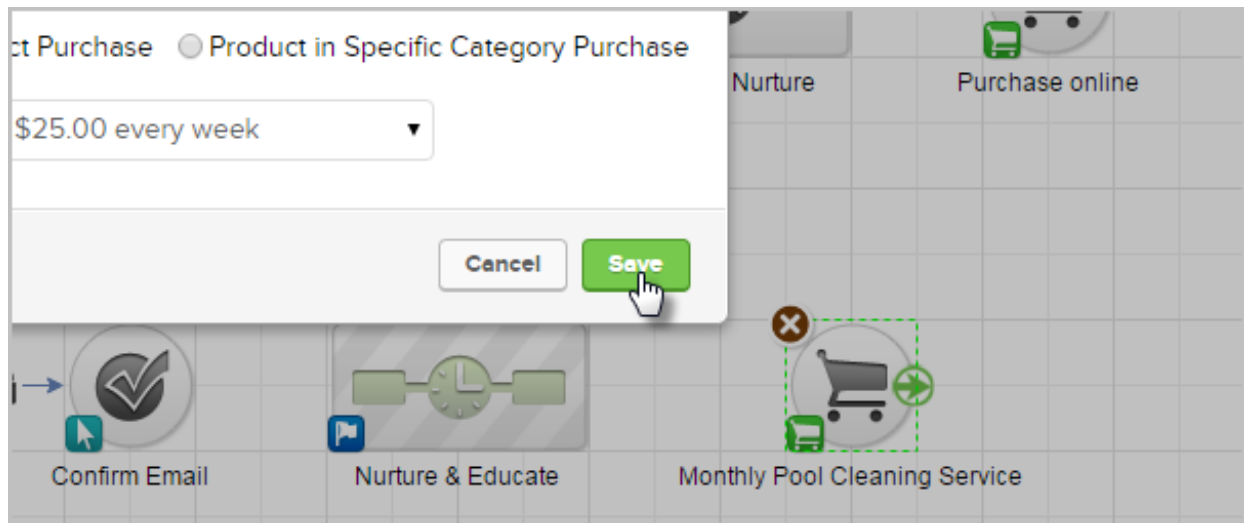 ct Purchase Product in Specific Category Purchase
Nurture
Purchase online
$25.00 every week
Cancel
Save
Confirm Email
Nurture & Educate
Monthly Pool Cleaning Service